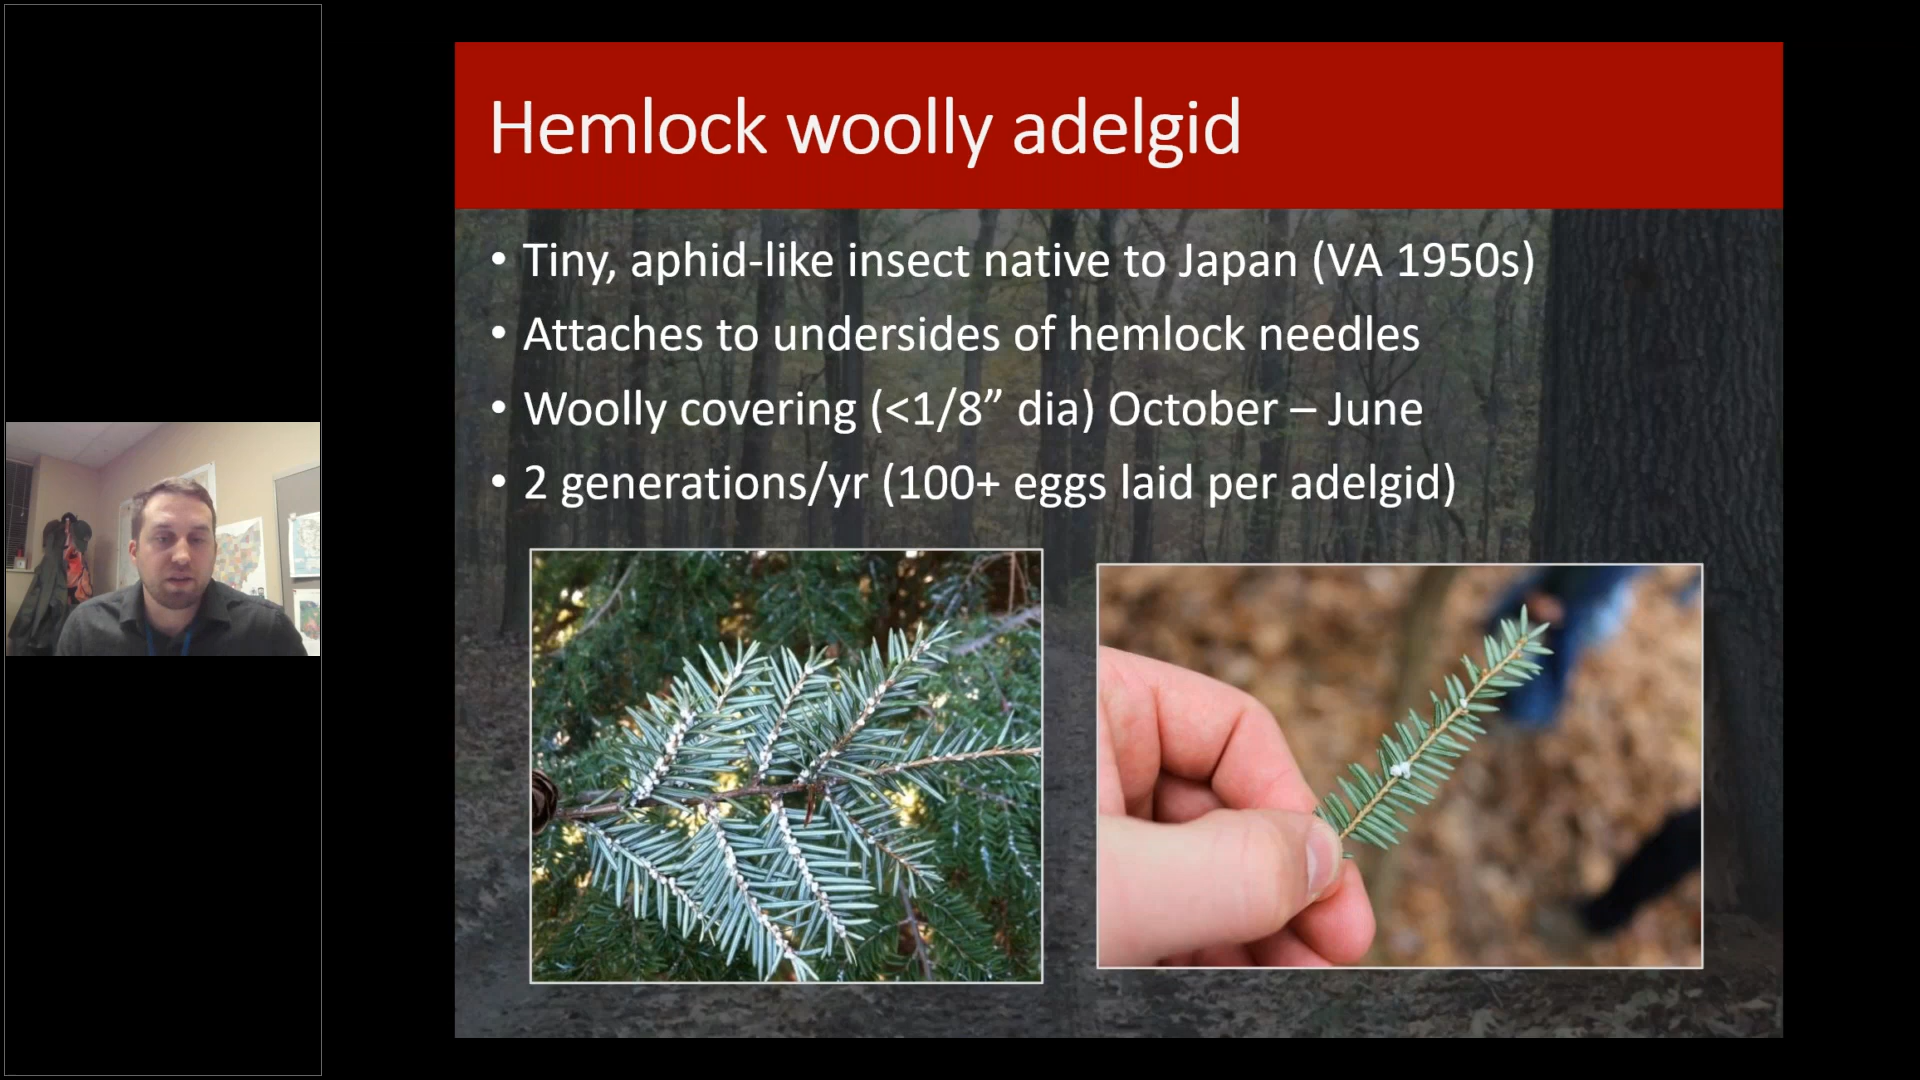 Hemlock woolly adelgid
• Tiny, aphid-like insect native to Japan (VA 1950s)
• Attaches to undersides of hemlock needles
• Woolly covering (<1/8” dia) October – June
• 2 generations/yr (100+ eggs laid per adelgid)